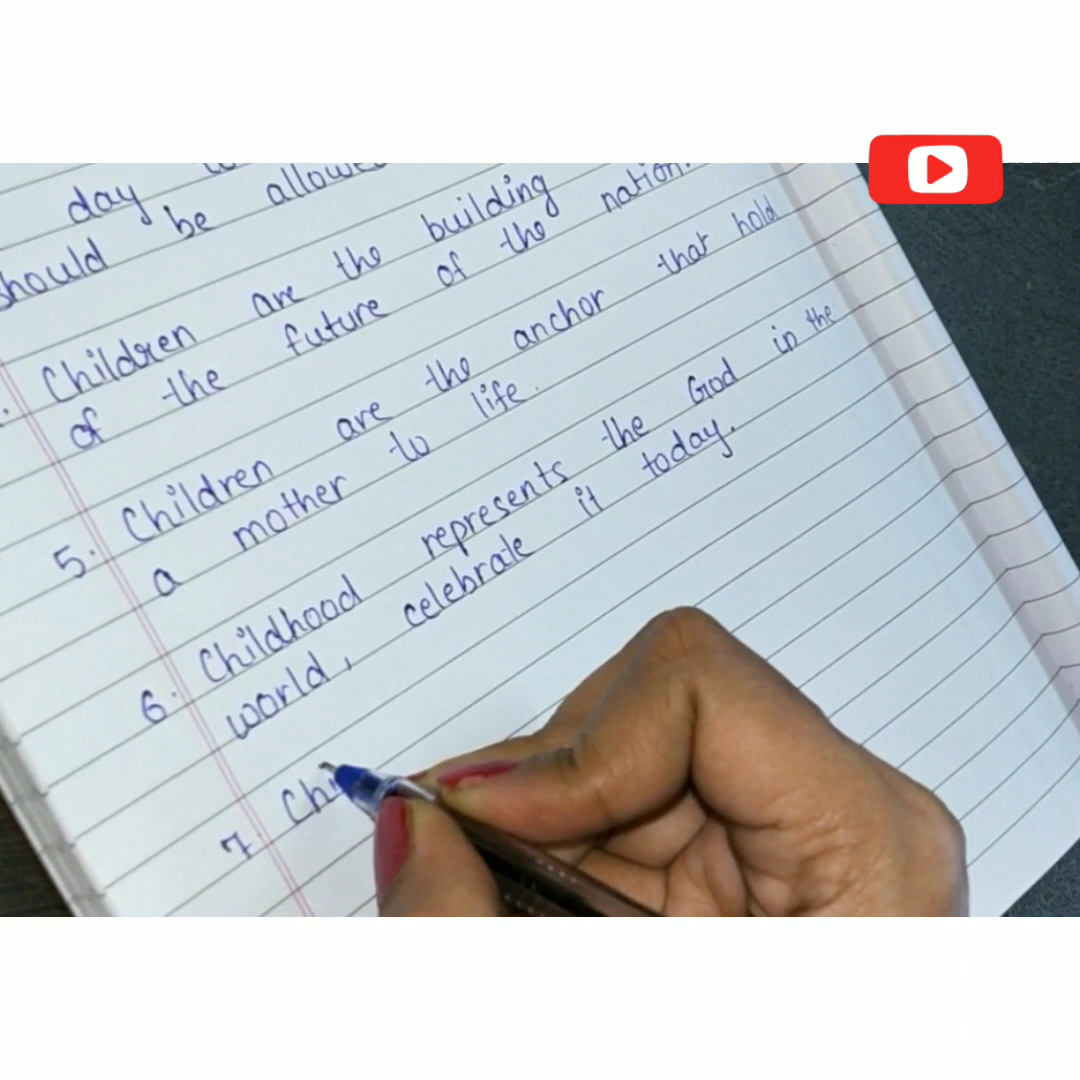 day
should be allowe
Children are the building
of the future of the nation.
5. Children are the anchor that hold
a mother to life.
6. Childhood represents the God in the
world, celebrate it today.
7. Chi